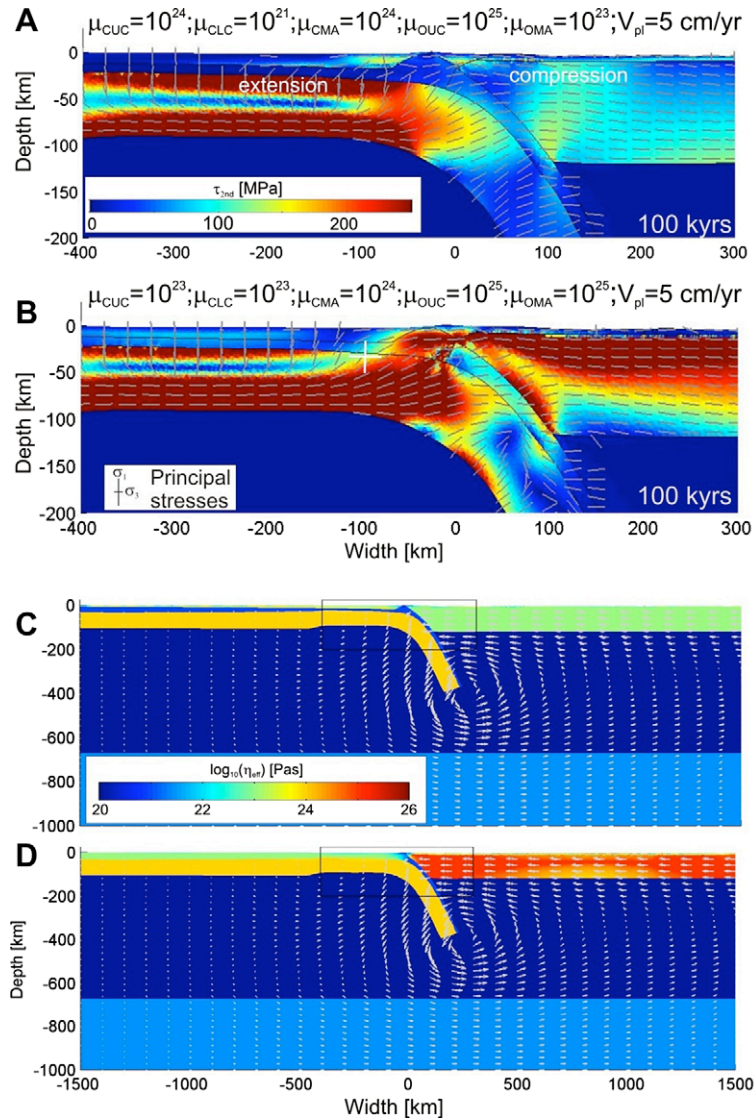 A μCUC=10^24;μCLC=10^21;μCMA=10^24;μOUC=10^25;μOMA=10^23;Vpl=5 cm/yr
Depth [km]
0
-50
-100
-150
-200
extension
compression
τ2nd [MPa]
0 100 200
100 kyrs
-400 -300 -200 -100 0 100 200 300
B μCUC=10^23;μCLC=10^23;μCMA=10^24;μOUC=10^25;μOMA=10^25;Vpl=5 cm/yr
Depth [km]
0
-50
-100
-150
-200
σ1
σ3
Principal
stresses
100 kyrs
-400 -300 -200 -100 0 100 200 300
Width [km]
C
Depth [km]
0
-200
-400
-600
-800
-1000
log10(ηeff) [Pas]
20 22 24 26
D
Depth [km]
0
-200
-400
-600
-800
-1000
-1500 -1000 -500 0 500 1000 1500
Width [km]